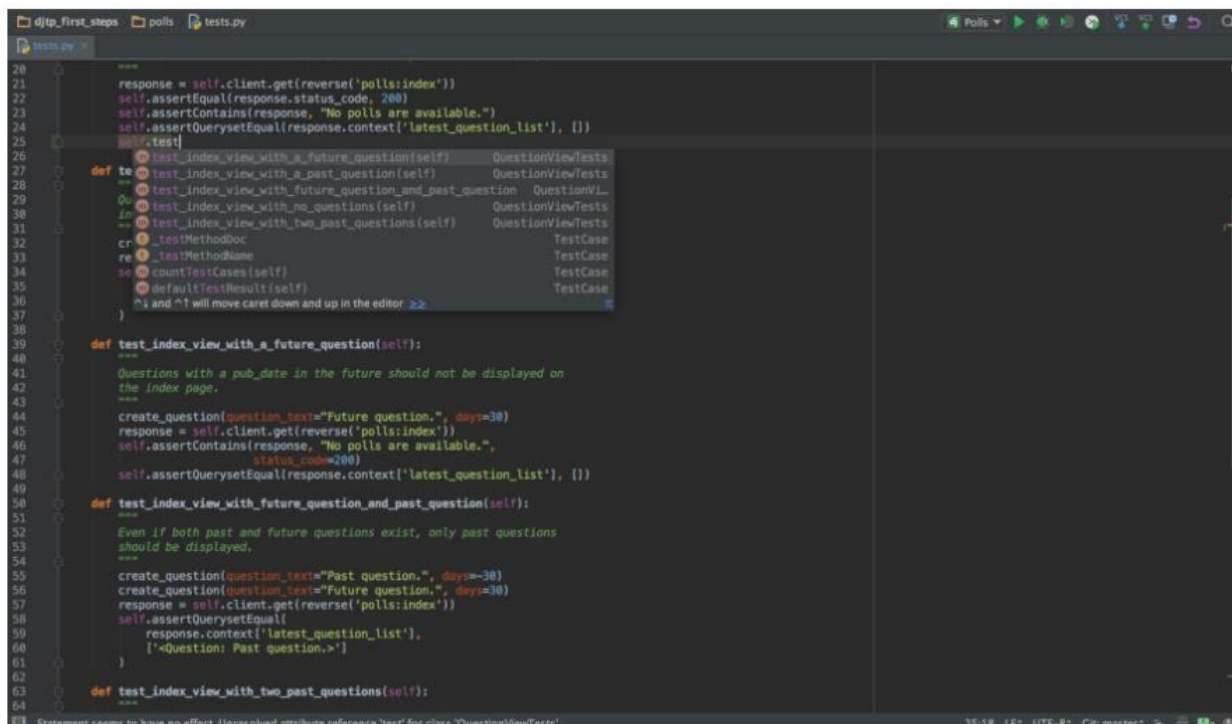 djtp_first_steps polls tests.py Polls
tests.py
20 """
21 response = self.client.get(reverse('polls:index'))
22 self.assertEqual(response.status_code, 200)
23 self.assertContains(response, "No polls are available.")
24 self.assertQuerysetEqual(response.context['latest_question_list'], [])
25 self.test
26 test_index_view_with_a_future_question(self) QuestionViewTests
27 def te test_index_view_with_a_past_question(self) QuestionViewTests
28 "" test_index_view_with_future_question_and_past_question QuestionVi…
29 Qu test_index_view_with_no_questions(self) QuestionViewTests
30 in test_index_view_with_two_past_questions(self) QuestionViewTests
31 "" _testMethodDoc TestCase
32 cr _testMethodName TestCase
33 re countTestCases(self) TestCase
34 se defaultTestResult(self) TestCase
35 ^↓ and ^↑ will move caret down and up in the editor >>
36
37 )
38
39 def test_index_view_with_a_future_question(self):
40 """
41 Questions with a pub_date in the future should not be displayed on
42 the index page.
43 """
44 create_question(question_text="Future question.", days=30)
45 response = self.client.get(reverse('polls:index'))
46 self.assertContains(response, "No polls are available.",
47 status_code=200)
48 self.assertQuerysetEqual(response.context['latest_question_list'], [])
49
50 def test_index_view_with_future_question_and_past_question(self):
51 """
52 Even if both past and future questions exist, only past questions
53 should be displayed.
54 """
55 create_question(question_text="Past question.", days=-30)
56 create_question(question_text="Future question.", days=30)
57 response = self.client.get(reverse('polls:index'))
58 self.assertQuerysetEqual(
59 response.context['latest_question_list'],
60 ['<Question: Past question.>']
61 )
62
63 def test_index_view_with_two_past_questions(self):
64 """
Statement seems to have no effect. Unresolved attribute reference 'test' for class 'QuestionViewTests'. 25:18 LF÷ UTF-8÷ Git: master÷